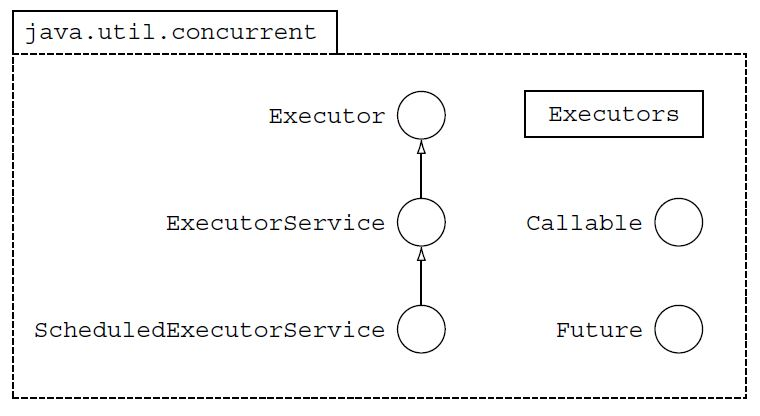 java.util.concurrent
Executor
Executors
ExecutorService
Callable
ScheduledExecutorService
Future